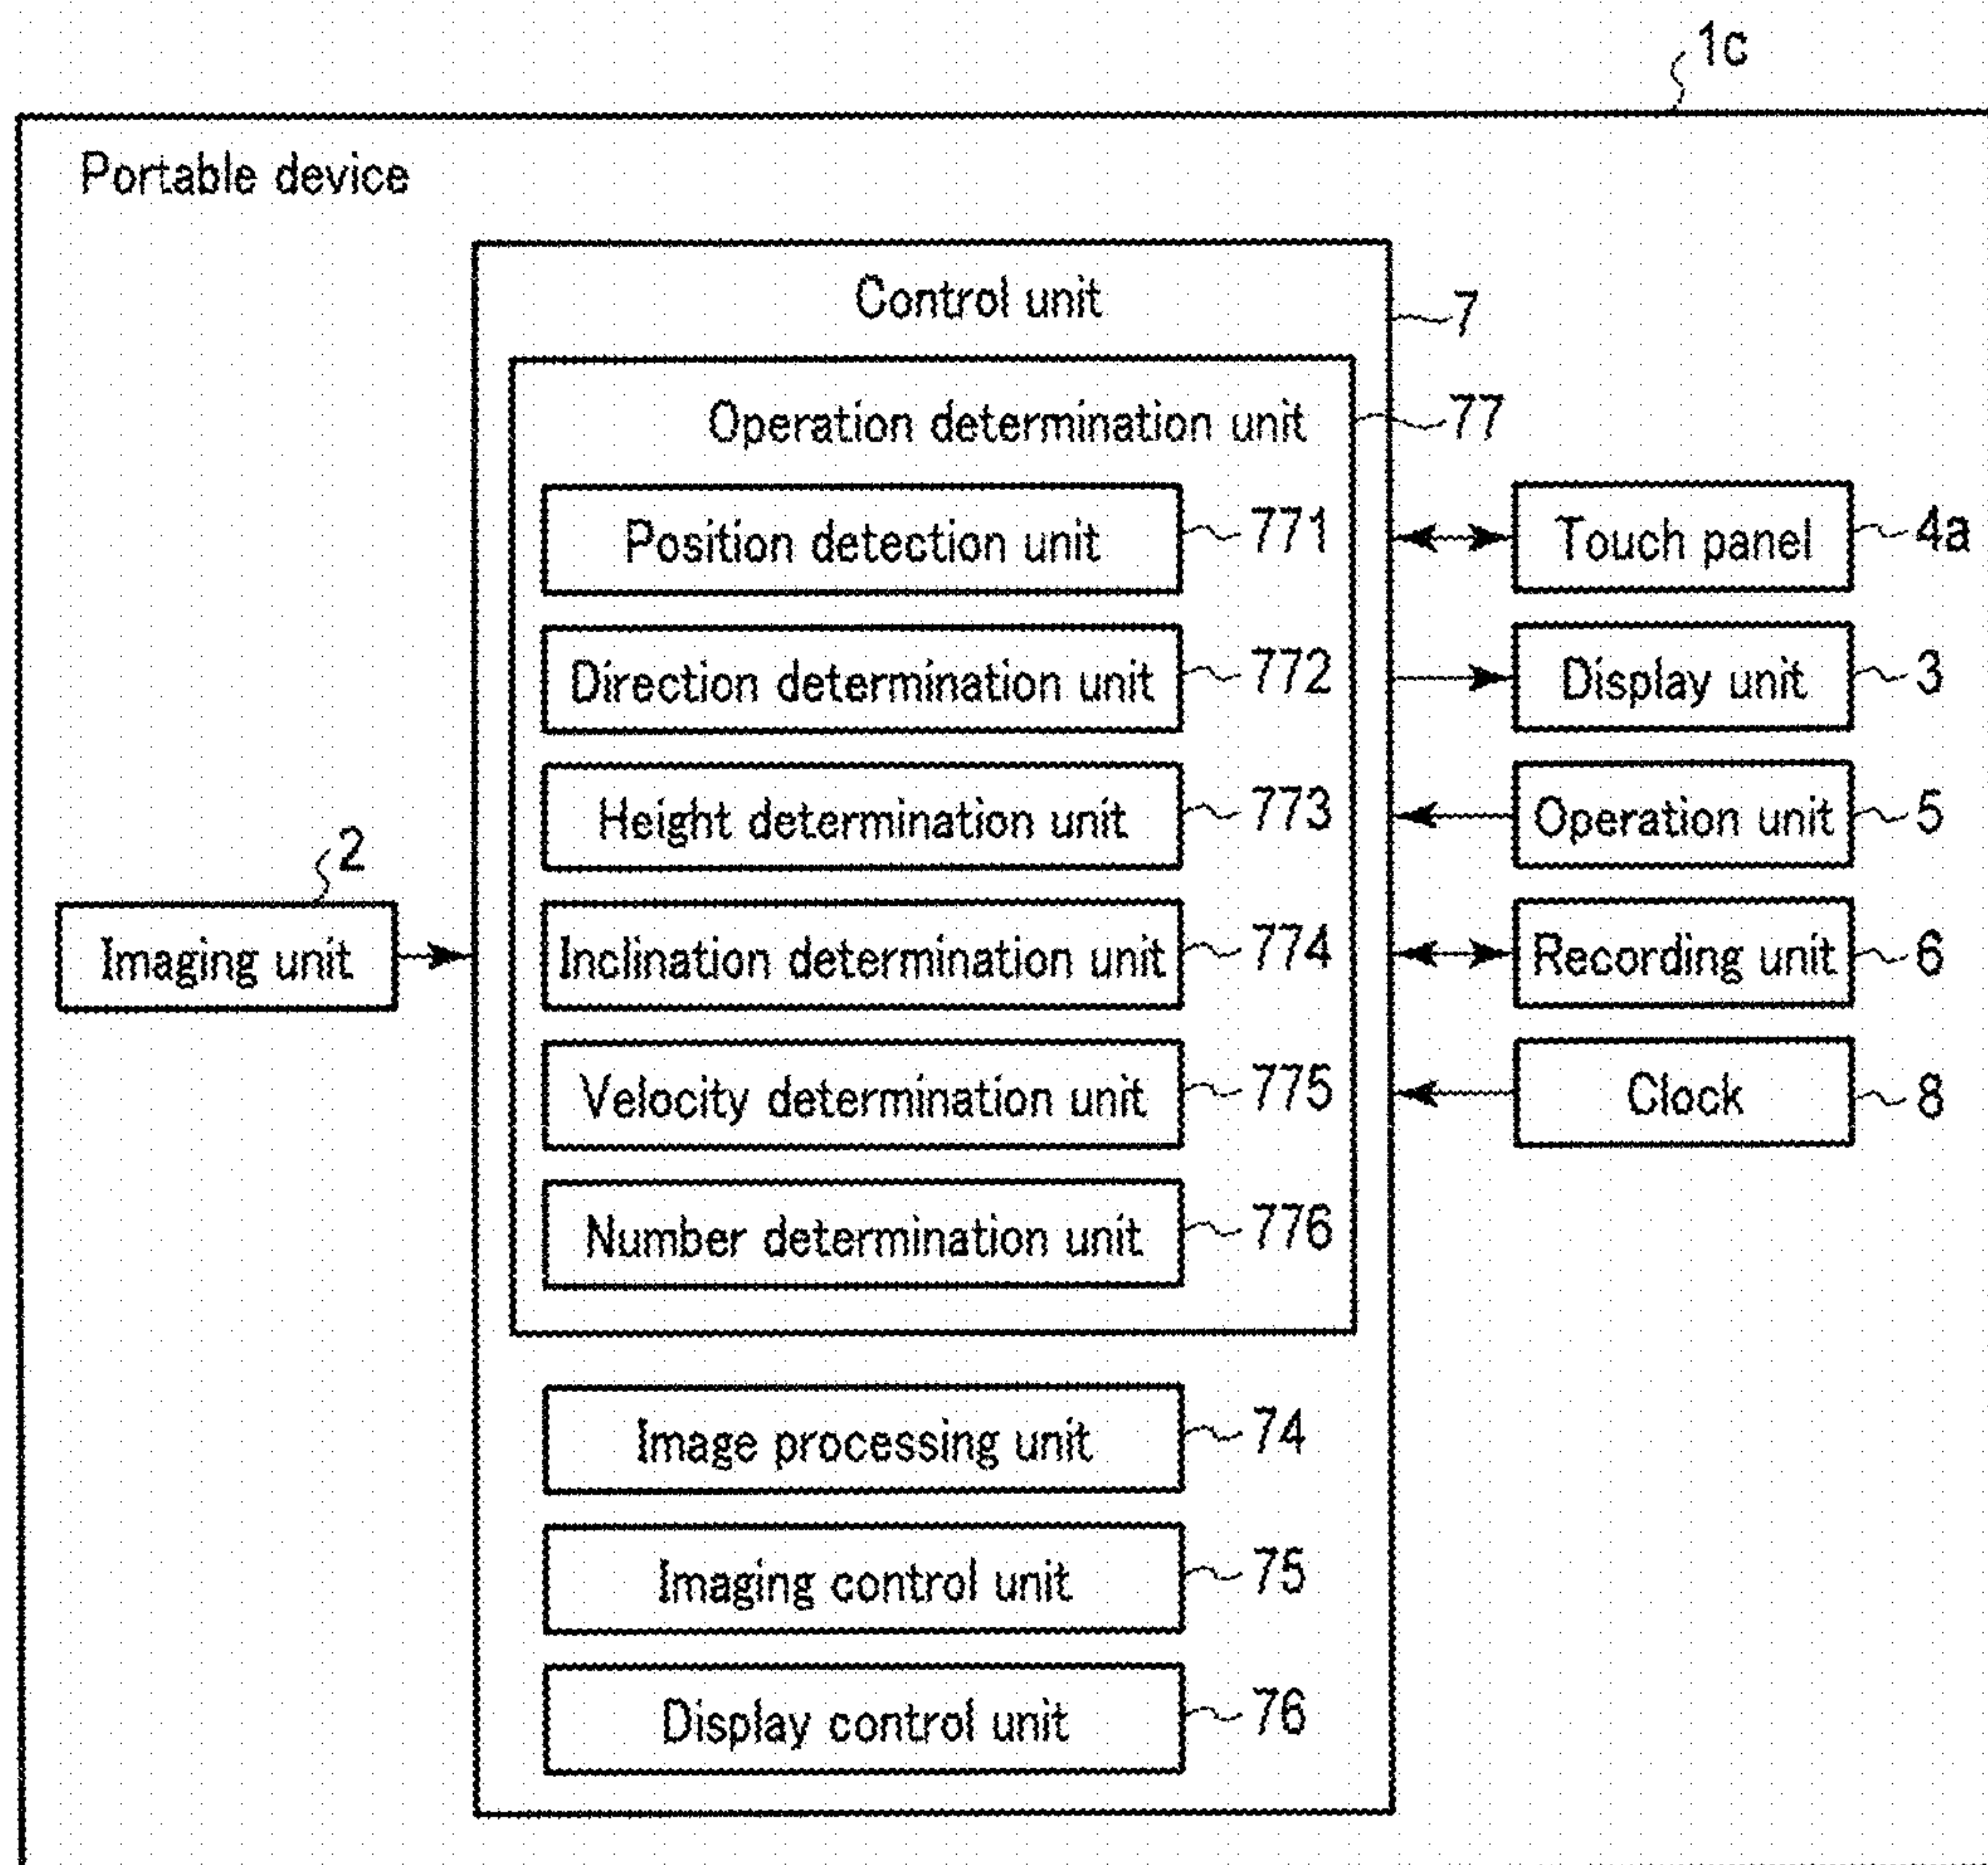 1c
Portable device
Control unit
7
Operation determination unit
77
Position detection unit
771
Touch panel
4a
Direction determination unit
772
Display unit
3
Height determination unit
773
Operation unit
5
2
Imaging unit
Inclination determination unit
774
Recording unit
6
Velocity determination unit
775
Clock
8
Number determination unit
776
Image processing unit
74
Imaging control unit
75
Display control unit
76